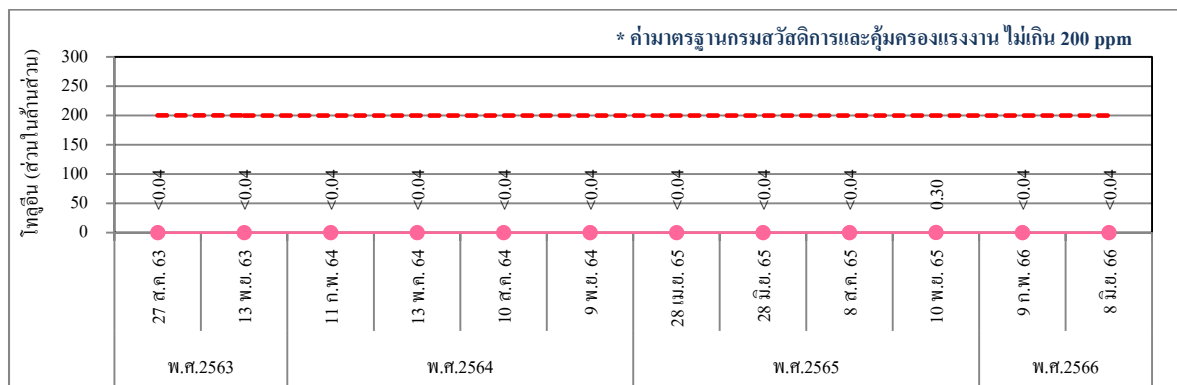 * ค่ามาตรฐานกรมสวัสดิการและคุ้มครองแรงงาน ไม่เกิน 200 ppm
โทลูอีน (ส่วนในล้านส่วน)
300
250
200
150
100
50
0
<0.04
<0.04
<0.04
<0.04
<0.04
<0.04
<0.04
<0.04
<0.04
0.30
<0.04
<0.04
27 ส.ค. 63
13 พ.ย. 63
11 ก.พ. 64
13 พ.ค. 64
10 ส.ค. 64
9 พ.ย. 64
28 เม.ย. 65
28 มิ.ย. 65
8 ส.ค. 65
10 พ.ย. 65
9 ก.พ. 66
8 มิ.ย. 66
พ.ศ.2563
พ.ศ.2564
พ.ศ.2565
พ.ศ.2566